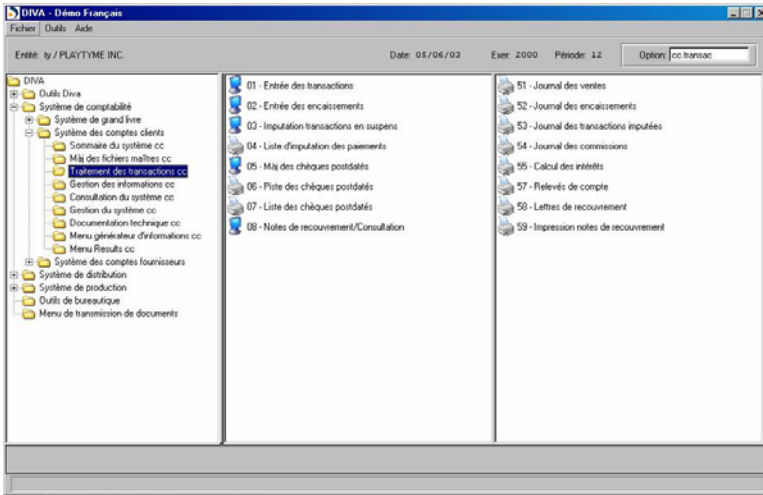 DIVA - Démo Français
Fichier Outils Aide
Entité: ty / PLAYTYME INC. Date: 05/06/03 Exer: 2000 Période: 12 Option: cc.transac
DIVA
Outils Diva
Système de comptabilité
Système de grand livre
Système des comptes clients
Sommaire du système cc
Màj des fichiers maîtres cc
Traitement des transactions cc
Gestion des informations cc
Consultation du système cc
Gestion du système cc
Documentation technique cc
Menu générateur d'informations cc
Menu Results cc
Système des comptes fournisseurs
Système de distribution
Système de production
Outils de bureautique
Menu de transmission de documents
01 - Entrée des transactions
02 - Entrée des encaissements
03 - Imputation transactions en suspens
04 - Liste d'imputation des paiements
05 - Màj des chèques postdatés
06 - Piste des chèques postdatés
07 - Liste des chèques postdatés
08 - Notes de recouvrement/Consultation
51 - Journal des ventes
52 - Journal des encaissements
53 - Journal des transactions imputées
54 - Journal des commissions
55 - Calcul des intérêts
57 - Relevés de compte
58 - Lettres de recouvrement
59 - Impression notes de recouvrement